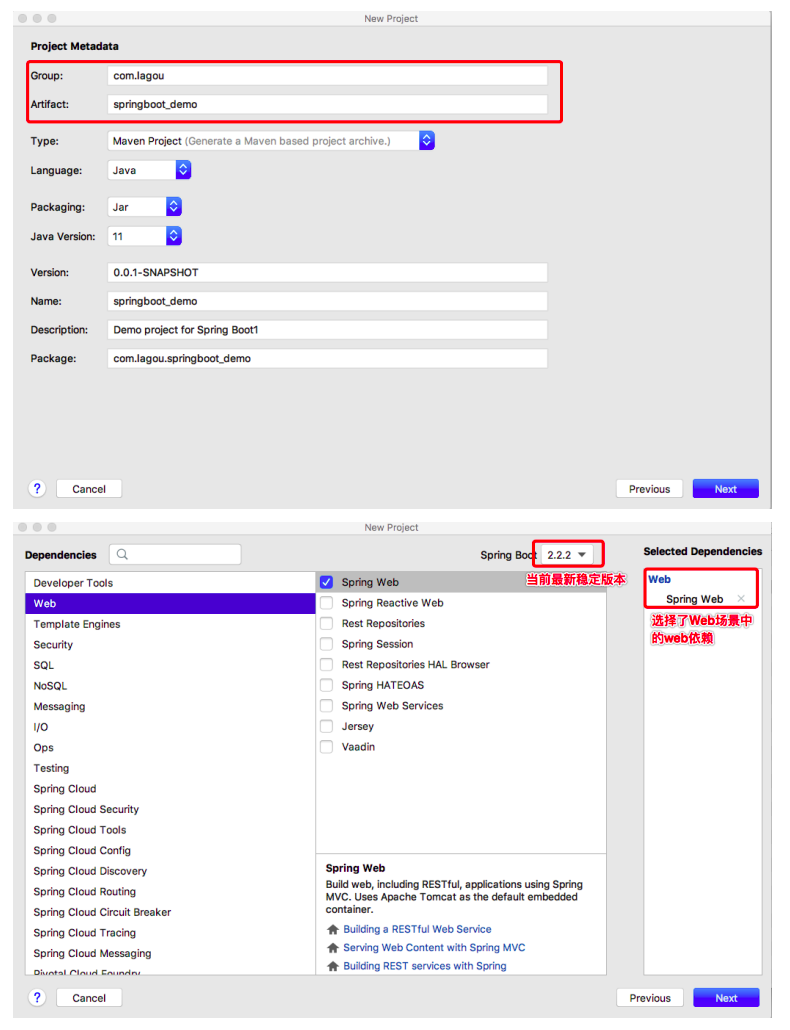 New Project
Project Metadata
Group: com.lagou
Artifact: springboot_demo
Type: Maven Project (Generate a Maven based project archive.)
Language: Java
Packaging: Jar
Java Version: 11
Version: 0.0.1-SNAPSHOT
Name: springboot_demo
Description: Demo project for Spring Boot1
Package: com.lagou.springboot_demo
? Cancel Previous Next
New Project
Dependencies Spring Boot 2.2.2 Selected Dependencies
当前最新稳定版本
Developer Tools
Web
Template Engines
Security
SQL
NoSQL
Messaging
I/O
Ops
Testing
Spring Cloud
Spring Cloud Security
Spring Cloud Tools
Spring Cloud Config
Spring Cloud Discovery
Spring Cloud Routing
Spring Cloud Circuit Breaker
Spring Cloud Tracing
Spring Cloud Messaging
Pivotal Cloud Foundry
Spring Web
Spring Reactive Web
Rest Repositories
Spring Session
Rest Repositories HAL Browser
Spring HATEOAS
Spring Web Services
Jersey
Vaadin
Spring Web
Build web, including RESTful, applications using Spring
MVC. Uses Apache Tomcat as the default embedded
container.
Building a RESTful Web Service
Serving Web Content with Spring MVC
Building REST services with Spring
Web
Spring Web ×
选择了Web场景中
的web依赖
? Cancel Previous Next